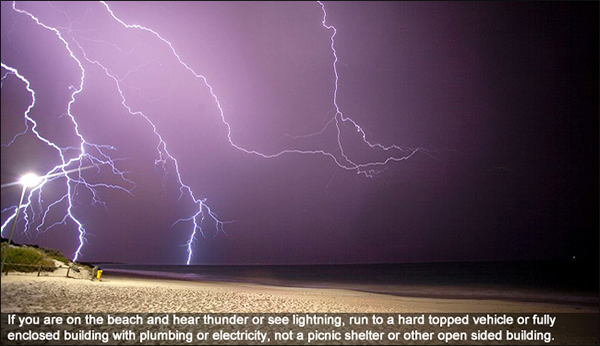 If you are on the beach and hear thunder or see lightning, run to a hard topped vehicle or fully
enclosed building with plumbing or electricity, not a picnic shelter or other open sided building.